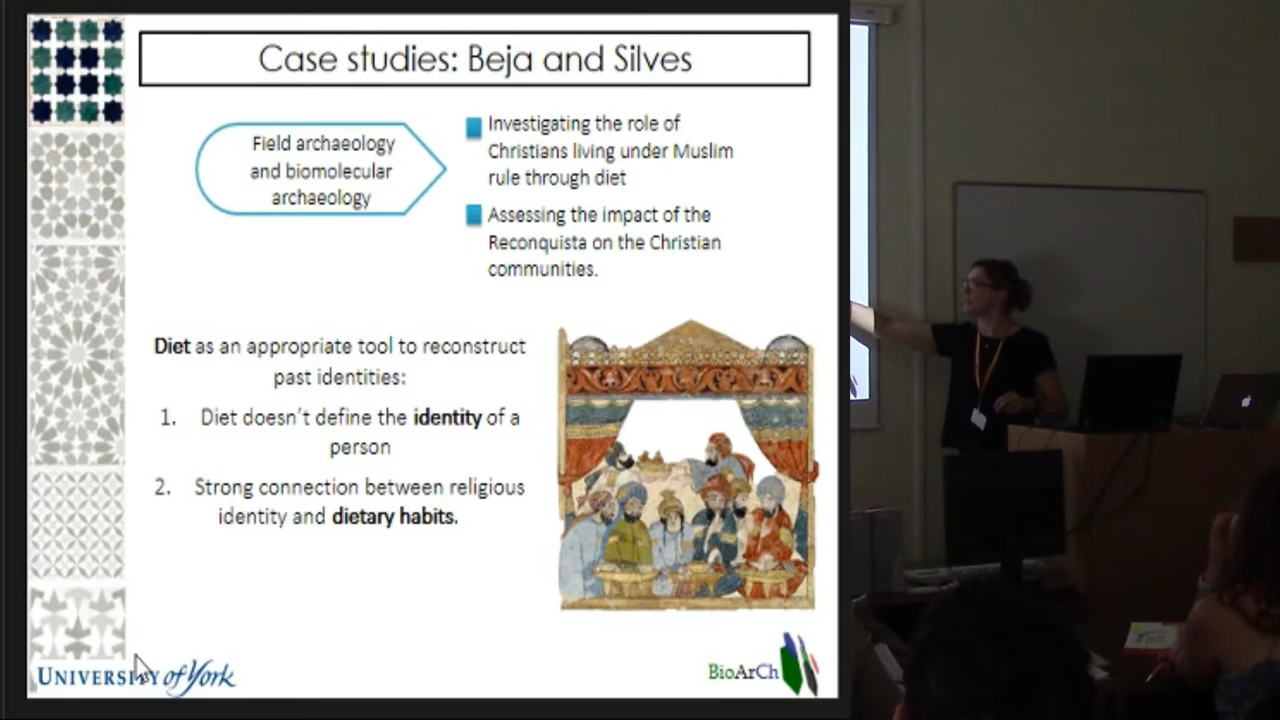 Case studies: Beja and Silves
Field archaeology
and biomolecular
archaeology
Investigating the role of
Christians living under Muslim
rule through diet
Assessing the impact of the
Reconquista on the Christian
communities.
Diet as an appropriate tool to reconstruct
past identities:
1. Diet doesn't define the identity of a
person
2. Strong connection between religious
identity and dietary habits.
UNIVERSITY of York
BioArCh